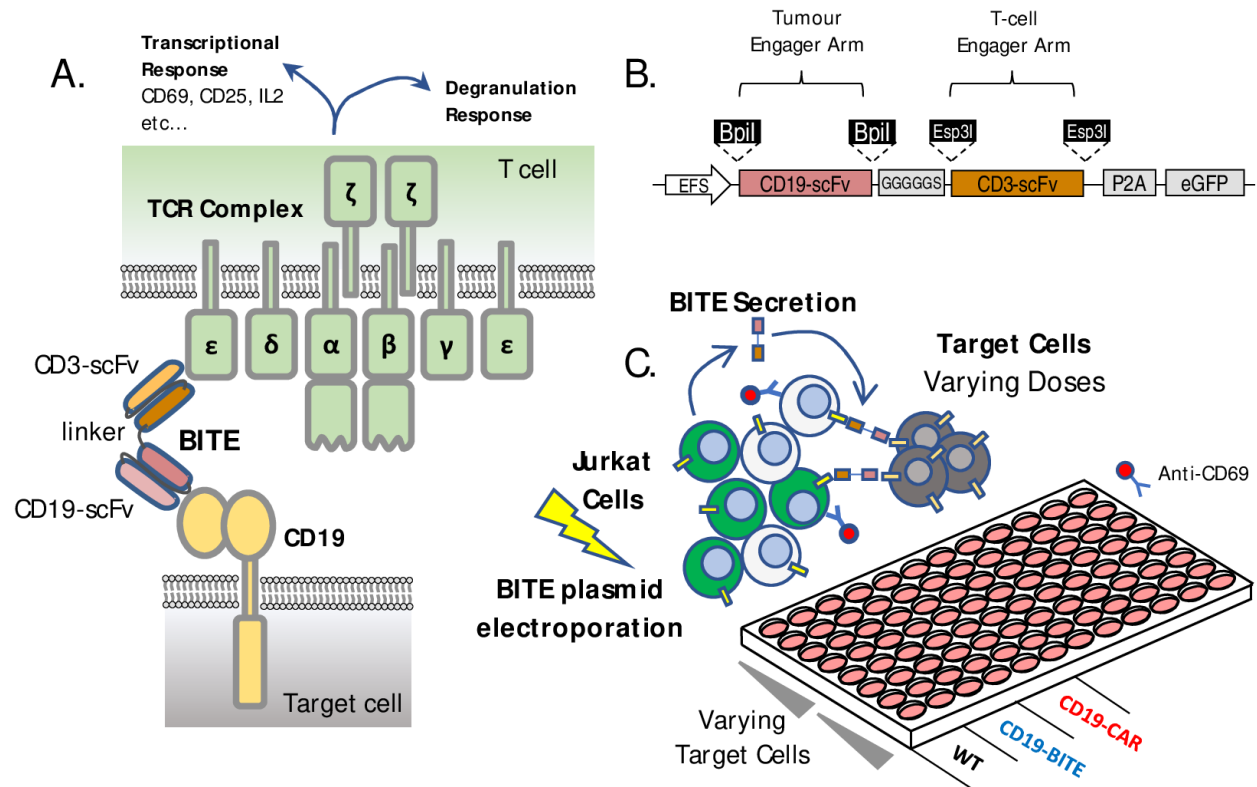 A.
Transcriptional
Response
CD69, CD25, IL2
etc…
Degranulation
Response
T cell
TCR Complex
ζ
ζ
ε
δ
α
β
γ
ε
CD3-scFv
linker
BITE
CD19-scFv
CD19
Target cell
B.
Tumour
Engager Arm
T-cell
Engager Arm
BpiI
BpiI
Esp3I
Esp3I
EFS
CD19-scFv
GGGGGS
CD3-scFv
P2A
eGFP
C.
BITE Secretion
Target Cells
Varying Doses
Jurkat
Cells
Anti-CD69
BITE plasmid
electroporation
Varying
Target Cells
WT
CD19-BITE
CD19-CAR